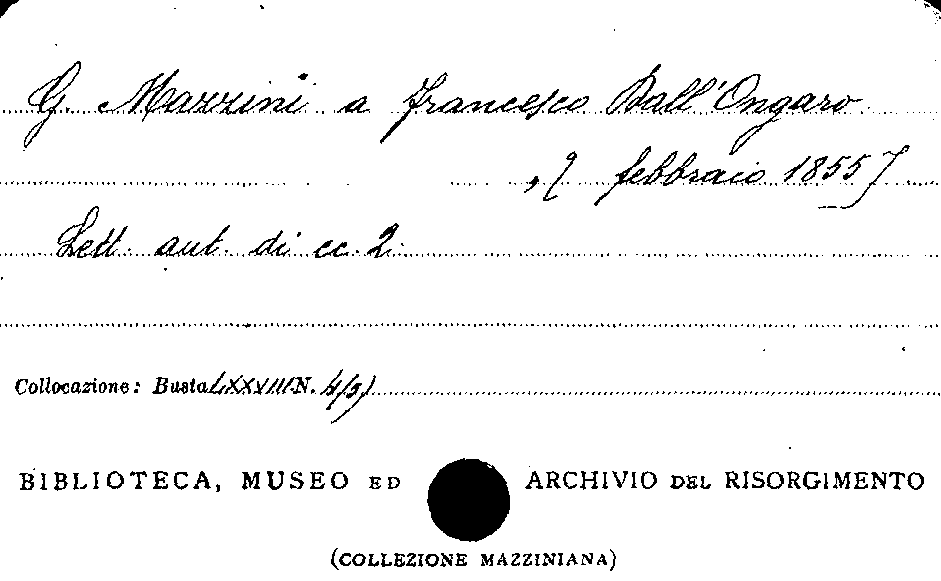 G. Mazzini a Francesco Dall'Ongaro
, [ febbraio 1855]
Lett. aut. di cc. 2.
Collocazione: Busta LXXVIII N. 4/3/
BIBLIOTECA, MUSEO ED ARCHIVIO DEL RISORGIMENTO
(COLLEZIONE MAZZINIANA)